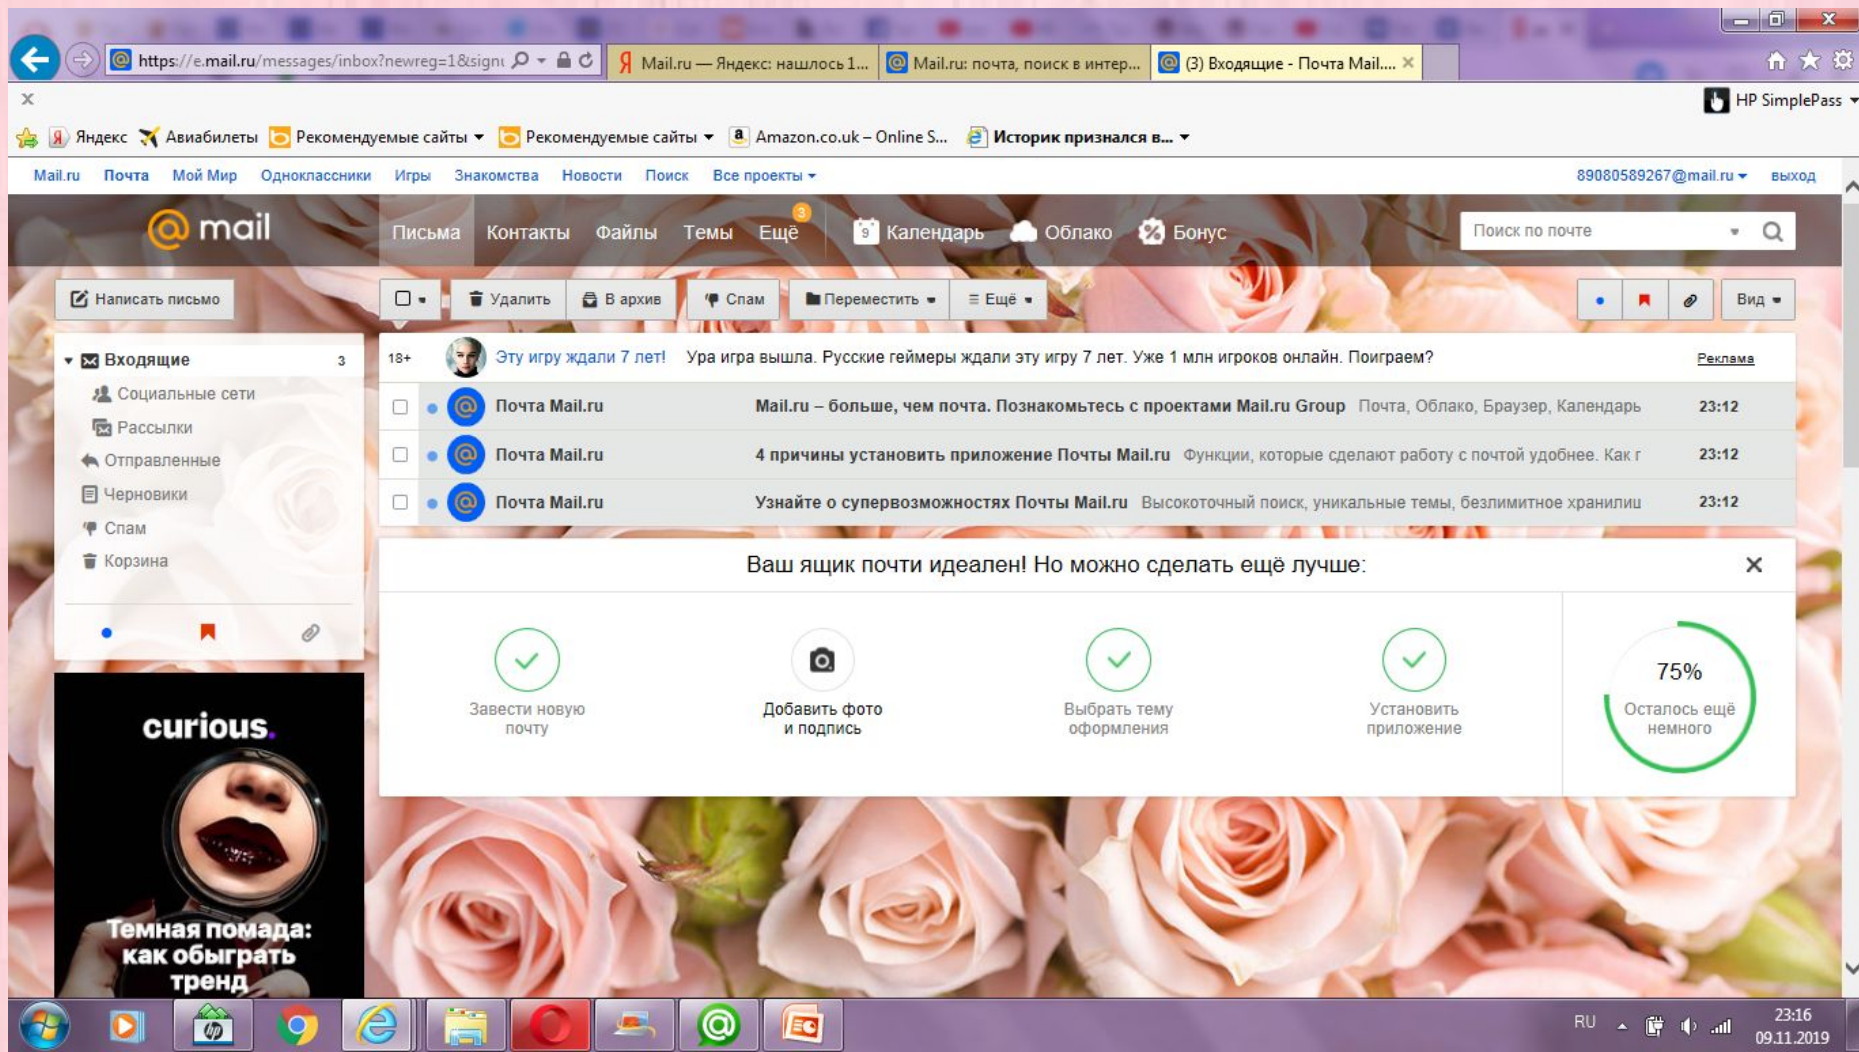 https://e.mail.ru/messages/inbox?newreg=1&signu
Mail.ru — Яндекс: нашлось 1...
Mail.ru: почта, поиск в интер...
(3) Входящие - Почта Mail....
HP SimplePass
Яндекс Авиабилеты Рекомендуемые сайты Рекомендуемые сайты Amazon.co.uk – Online S... Историк признался в...
Mail.ru Почта Мой Мир Одноклассники Игры Знакомства Новости Поиск Все проекты 89080589267@mail.ru выход
@mail Письма Контакты Файлы Темы Ещё 3 9 Календарь Облако Бонус Поиск по почте
Написать письмо Удалить В архив Спам Переместить Ещё Вид
Входящие 3
Социальные сети
Рассылки
Отправленные
Черновики
Спам
Корзина
18+ Эту игру ждали 7 лет! Ура игра вышла. Русские геймеры ждали эту игру 7 лет. Уже 1 млн игроков онлайн. Поиграем? Реклама
Почта Mail.ru Mail.ru – больше, чем почта. Познакомьтесь с проектами Mail.ru Group Почта, Облако, Браузер, Календарь 23:12
Почта Mail.ru 4 причины установить приложение Почты Mail.ru Функции, которые сделают работу с почтой удобнее. Как г 23:12
Почта Mail.ru Узнайте о супервозможностях Почты Mail.ru Высокоточный поиск, уникальные темы, безлимитное хранилищ 23:12
Ваш ящик почти идеален! Но можно сделать ещё лучше:
Завести новую
почту
Добавить фото
и подпись
Выбрать тему
оформления
Установить
приложение
75%
Осталось ещё
немного
curious.
Темная помада:
как обыграть
тренд
hp
RU 23:16
09.11.2019